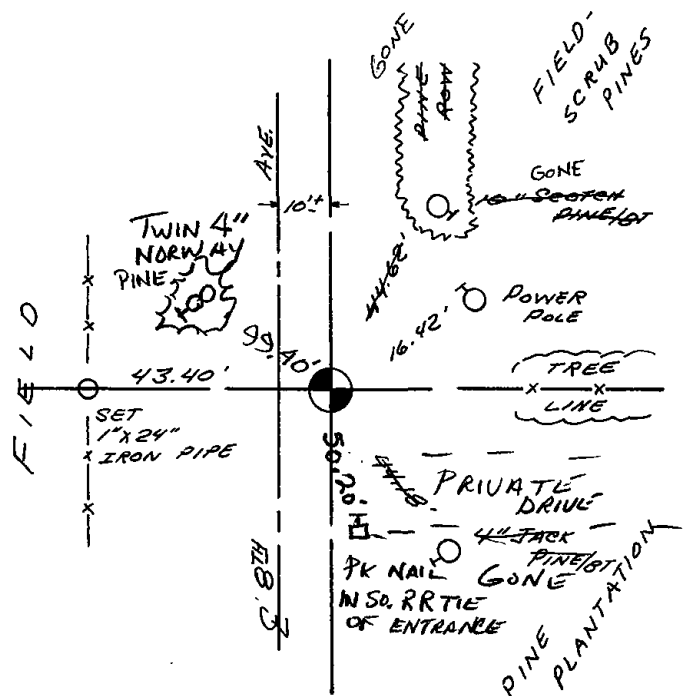 GONE
PINE
ROW
FIELD-
SCRUB
PINES
AVE.
10'±
GONE
SCOTCH
PINE/BT
TWIN 4"
NORWAY
PINE
44.62'
16.42'
POWER
POLE
99.40'
43.40'
FIELD
TREE
LINE
SET
1"X24"
IRON PIPE
50.20'
PRIVATE
DRIVE
4" JACK
PINE/BT
GONE
8TH
PK NAIL
IN SO. RR TIE
OF ENTRANCE
PINE
PLANTATION